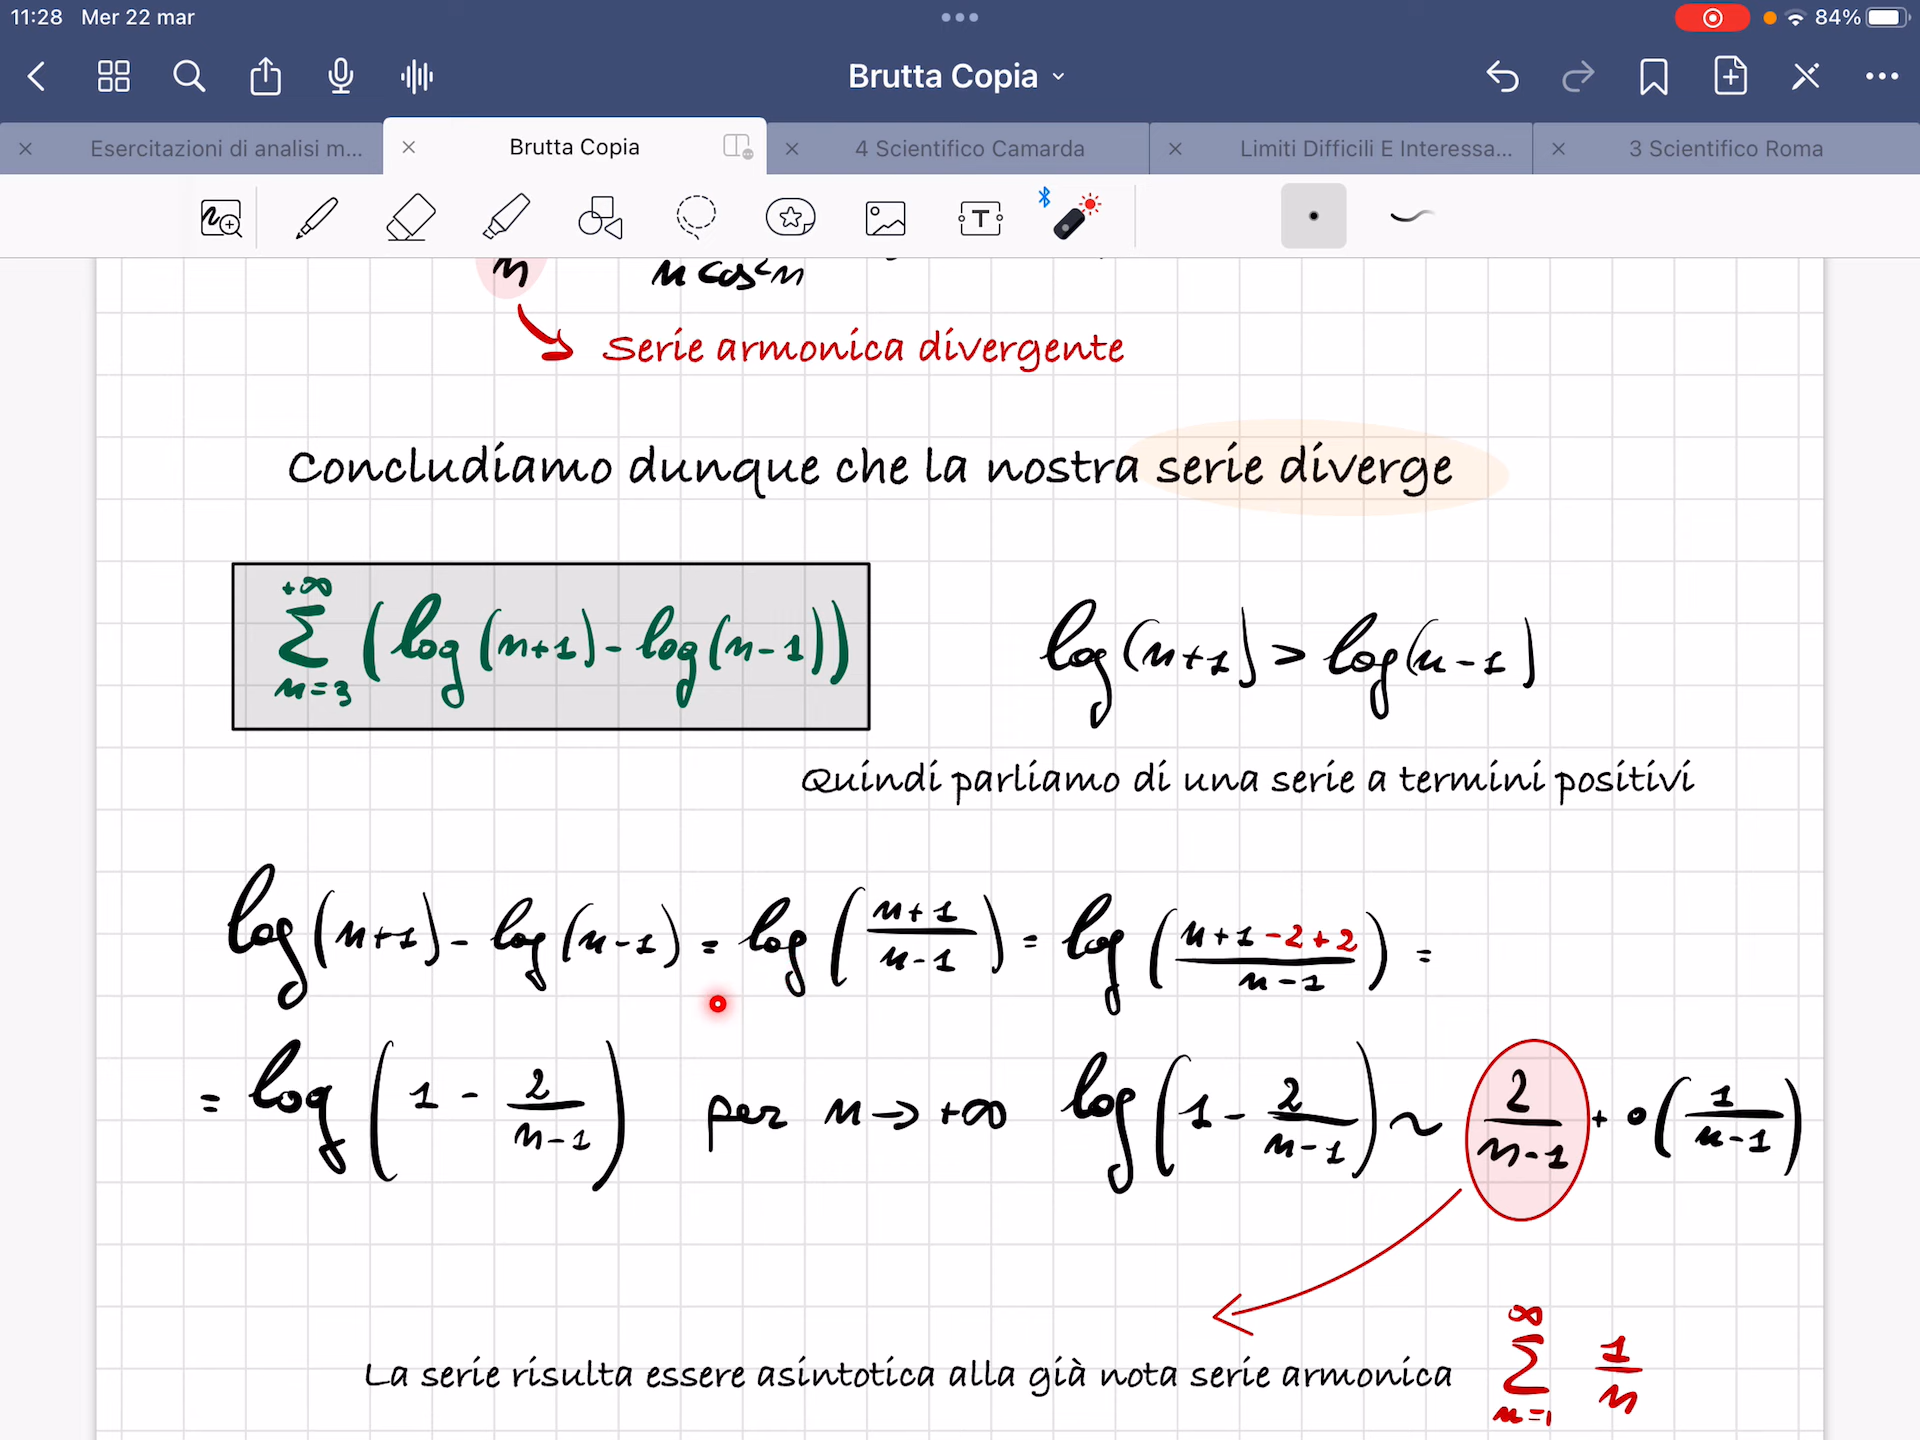 11:28 Mer 22 mar 84%
Brutta Copia
Esercitazioni di analisi m... Brutta Copia 4 Scientifico Camarda Limiti Difficili E Interessa... 3 Scientifico Roma
T
n n cos²n
Serie armonica divergente
Concludiamo dunque che la nostra serie diverge
+∞ Σ n=3 (log(n+1)-log(n-1)) log(n+1) > log(n-1)
Quindi parliamo di una serie a termini positivi
log(n+1)- log(n-1) = log((n+1)/(n-1)) = log((n+1-2+2)/(n-1)) =
= log(1 - 2/(n-1)) per n→+∞ log(1- 2/(n-1)) ~ 2/(n-1) + o(1/(n-1))
La serie risulta essere asintotica alla già nota serie armonica ∞ Σ n=1 1/n